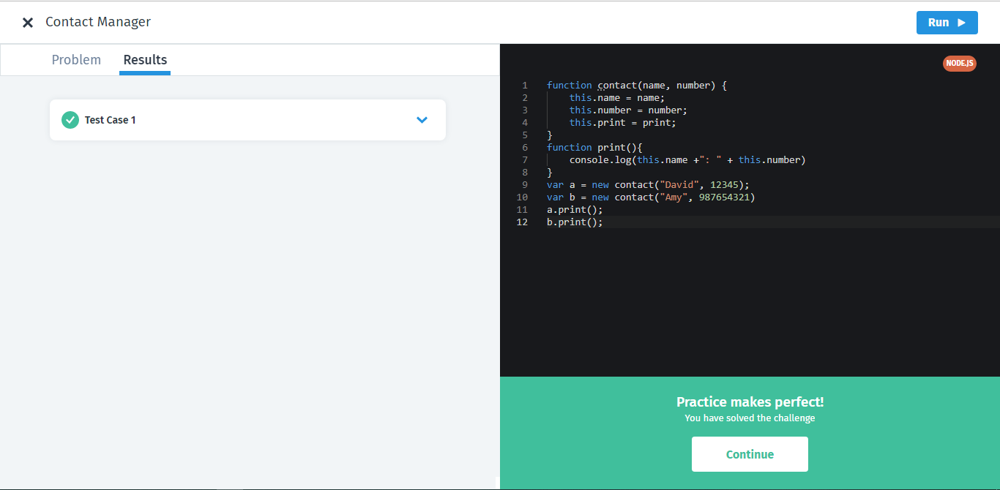 Contact Manager
Run
Problem Results
Test Case 1
NODE.JS
1 function contact(name, number) {
2     this.name = name;
3     this.number = number;
4     this.print = print;
5 }
6 function print(){
7     console.log(this.name +": " + this.number)
8 }
9 var a = new contact("David", 12345);
10 var b = new contact("Amy", 987654321)
11 a.print();
12 b.print();
Practice makes perfect!
You have solved the challenge
Continue